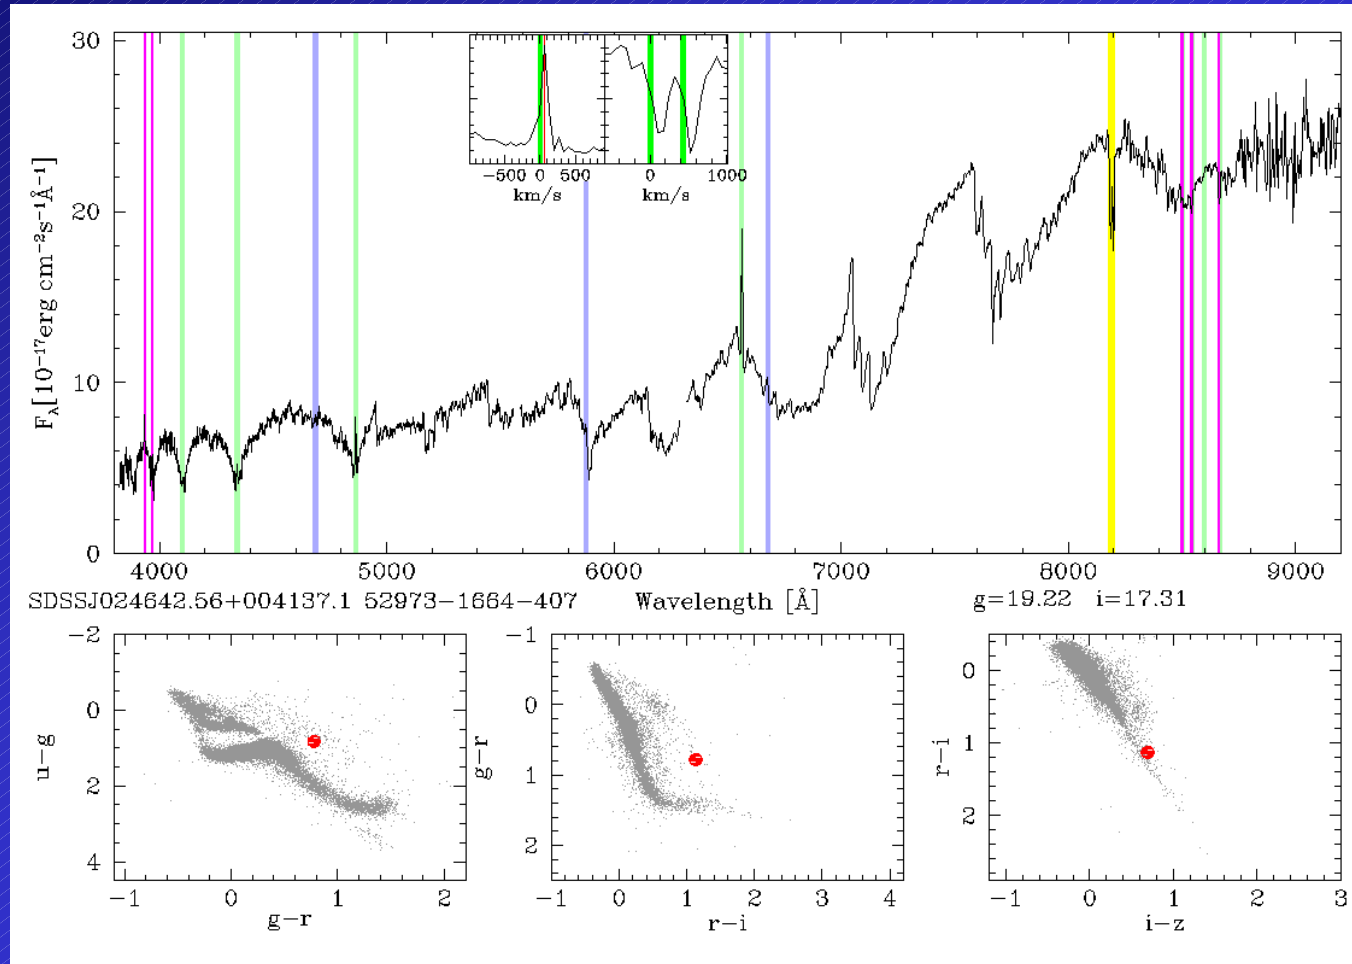 30
20
10
0
F_λ[10⁻¹⁷erg cm⁻²s⁻¹Å⁻¹]
−500 0 500
km/s
0 1000
km/s
4000 5000 6000 7000 8000 9000
SDSSJ024642.56+004137.1 52973−1664−407 Wavelength [Å] g=19.22 i=17.31
−2
0
2
4
u−g
−1 0 1 2
g−r
−1
0
1
2
g−r
−1 0 1 2 3 4
r−i
0
1
2
r−i
−1 0 1 2 3
i−z